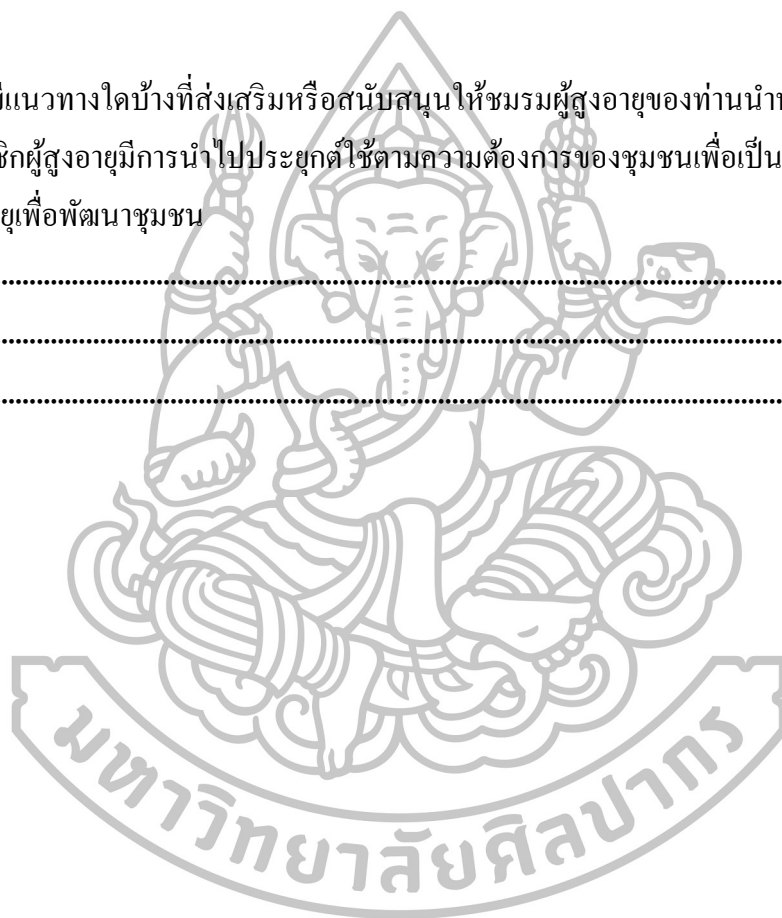 มีแนวทางใดบ้างที่ส่งเสริมหรือสนับสนุนให้ชมรมผู้สูงอายุของท่านนำ
ชิกผู้สูงอายุมีการนำไปประยุกต์ใช้ตามความต้องการของชุมชนเพื่อเป็น
ยุเพื่อพัฒนาชุมชน
....................................................................................................
....................................................................................................
....................................................................................................
มหาวิทยาลัยศิลปากร